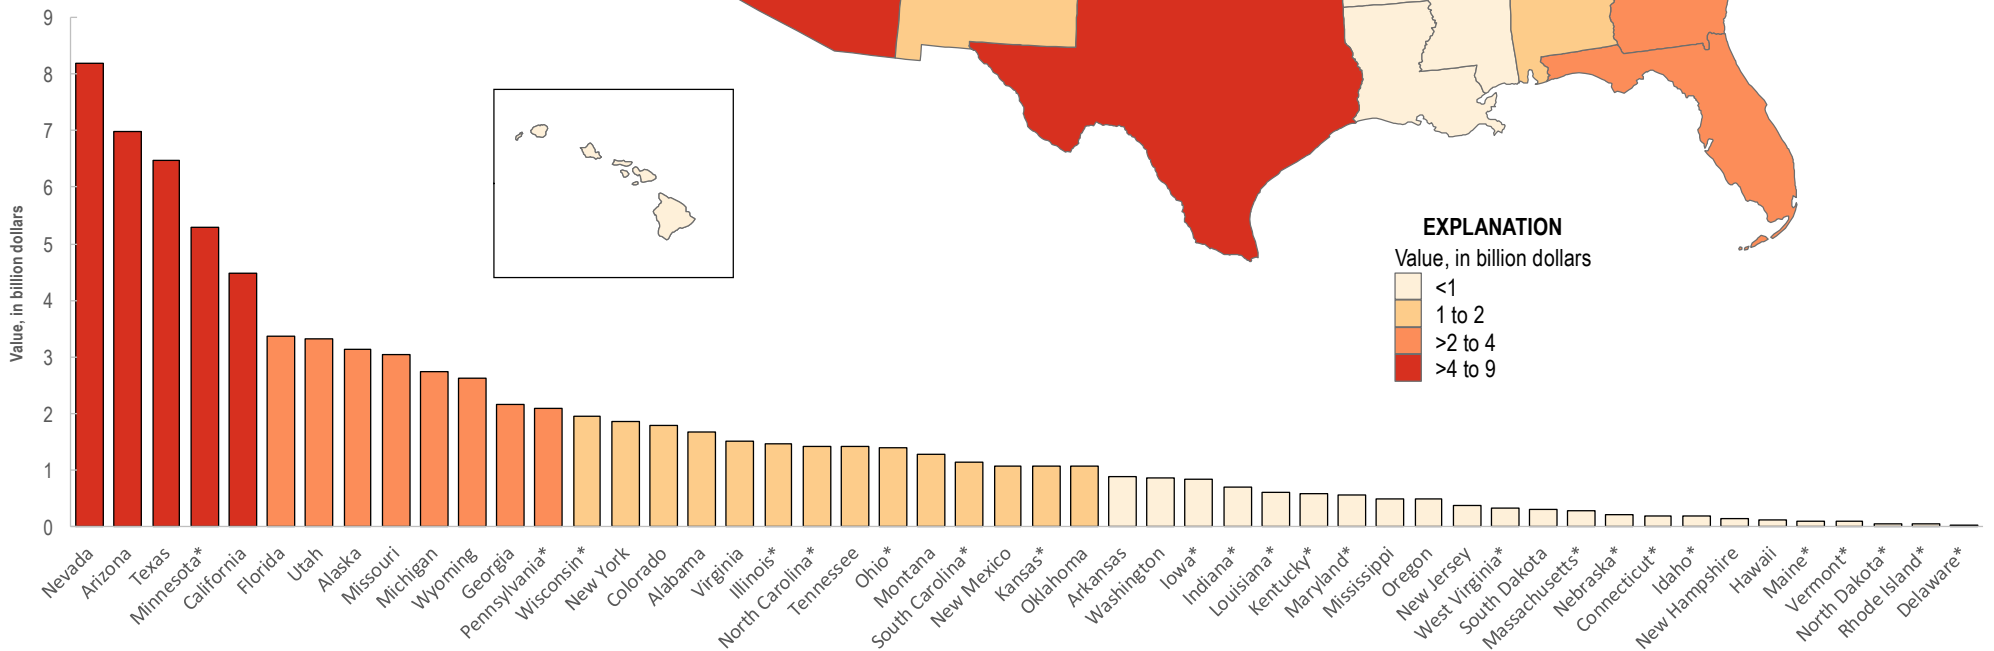 9
8
7
6
5
4
3
2
1
0
Value, in billion dollars
EXPLANATION
Value, in billion dollars
<1
1 to 2
>2 to 4
>4 to 9
Nevada
Arizona
Texas
Minnesota*
California
Florida
Utah
Alaska
Missouri
Michigan
Wyoming
Georgia
Pennsylvania*
Wisconsin*
New York
Colorado
Alabama
Virginia
Illinois*
North Carolina*
Tennessee
Ohio*
Montana
South Carolina*
New Mexico
Kansas*
Oklahoma
Arkansas
Washington
Iowa*
Indiana*
Louisiana*
Kentucky*
Maryland*
Mississippi
Oregon
New Jersey
West Virginia*
South Dakota
Massachusetts*
Nebraska*
Connecticut*
Idaho*
New Hampshire
Hawaii
Maine*
Vermont*
North Dakota*
Rhode Island*
Delaware*